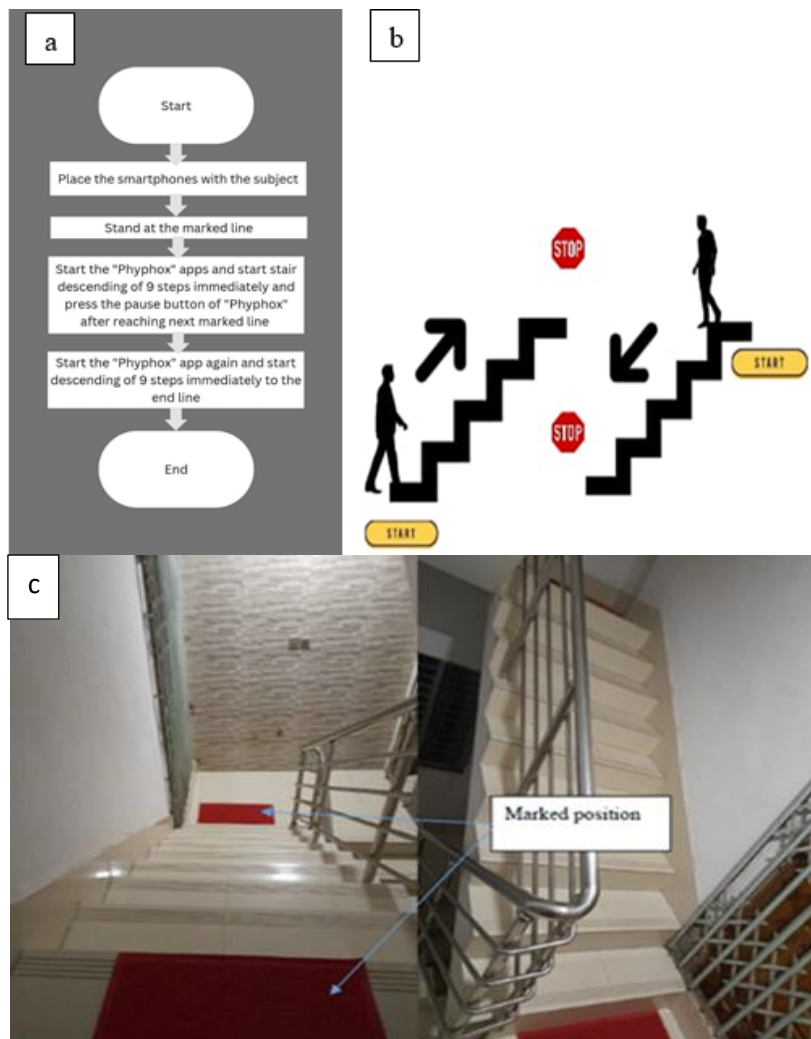 a
Start
Place the smartphones with the subject
Stand at the marked line
Start the "Phyphox" apps and start stair
descending of 9 steps immediately and
press the pause button of "Phyphox"
after reaching next marked line
Start the "Phyphox" app again and start
descending of 9 steps immediately to the
end line
End
b
STOP
START
STOP
START
c
Marked position